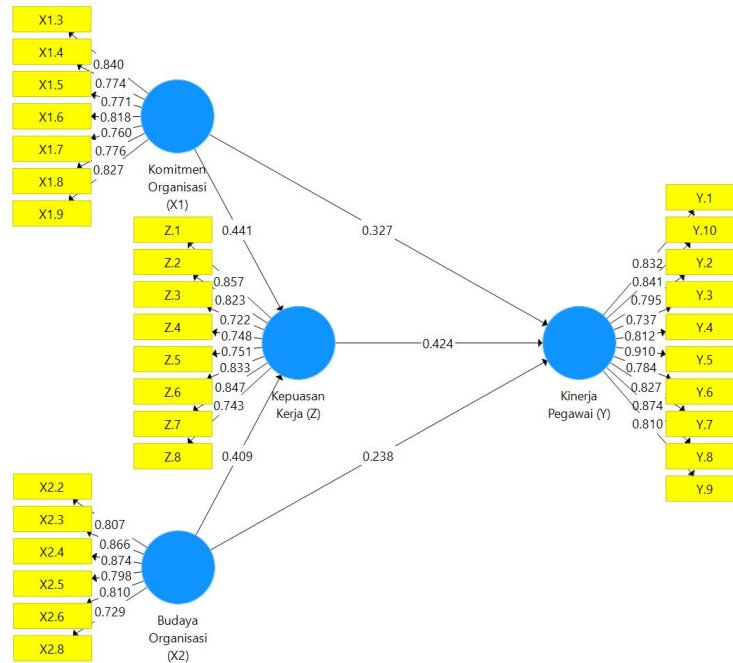 X1.3
X1.4
X1.5
X1.6
X1.7
X1.8
X1.9
0.840
0.774
0.771
0.818
0.760
0.776
0.827
Komitmen
Organisasi
(X1)
0.441
0.327
Z.1
Z.2
Z.3
Z.4
Z.5
Z.6
Z.7
Z.8
0.857
0.823
0.722
0.748
0.751
0.833
0.847
0.743
Kepuasan
Kerja (Z)
0.424
0.409
0.238
Y.1
Y.10
Y.2
Y.3
Y.4
Y.5
Y.6
Y.7
Y.8
Y.9
0.832
0.841
0.795
0.737
0.812
0.910
0.784
0.827
0.874
0.810
Kinerja
Pegawai (Y)
X2.2
X2.3
X2.4
X2.5
X2.6
X2.8
0.807
0.866
0.874
0.798
0.810
0.729
Budaya
Organisasi
(X2)